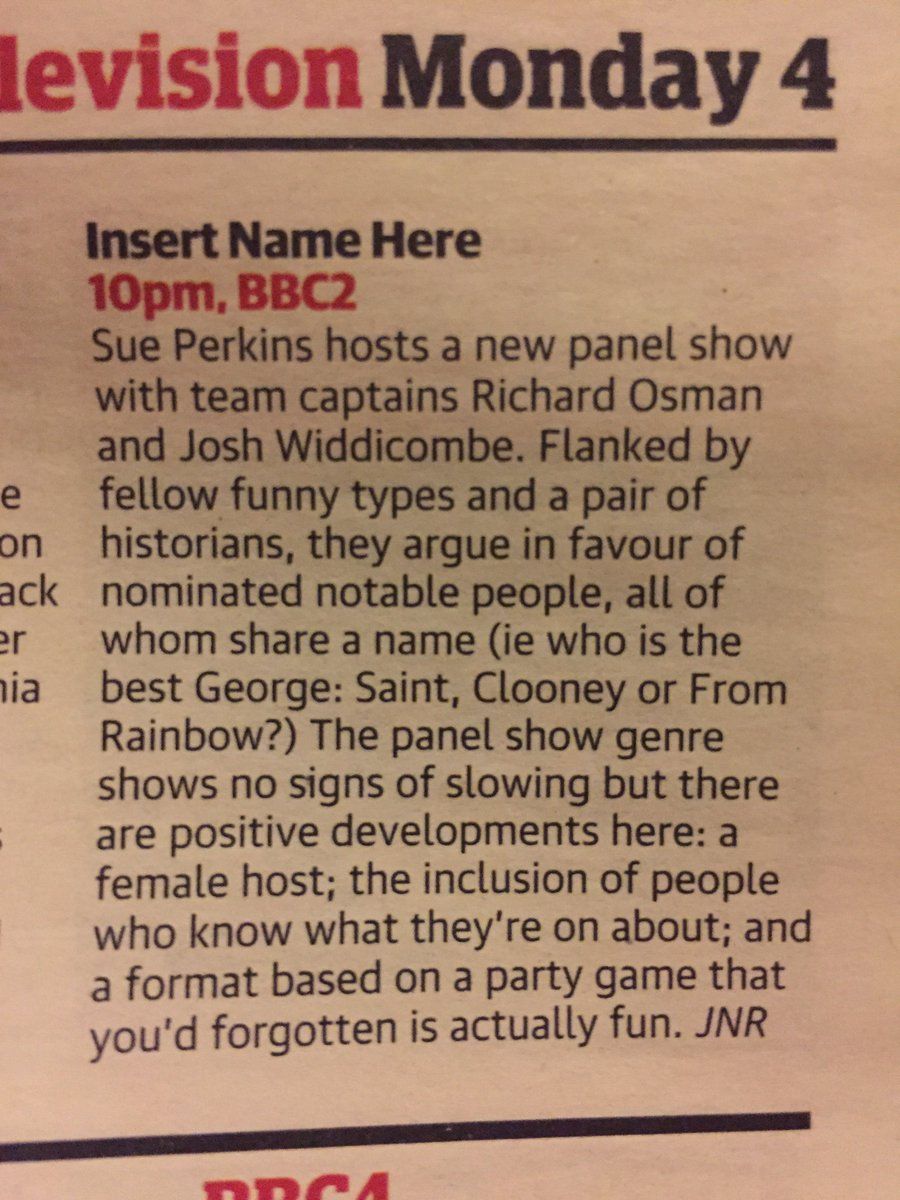 levision Monday 4
Insert Name Here
10pm, BBC2
Sue Perkins hosts a new panel show
with team captains Richard Osman
and Josh Widdicombe. Flanked by
fellow funny types and a pair of
historians, they argue in favour of
nominated notable people, all of
whom share a name (ie who is the
best George: Saint, Clooney or From
Rainbow?) The panel show genre
shows no signs of slowing but there
are positive developments here: a
female host; the inclusion of people
who know what they're on about; and
a format based on a party game that
you'd forgotten is actually fun. JNR
e
on
ack
er
nia
BBC4